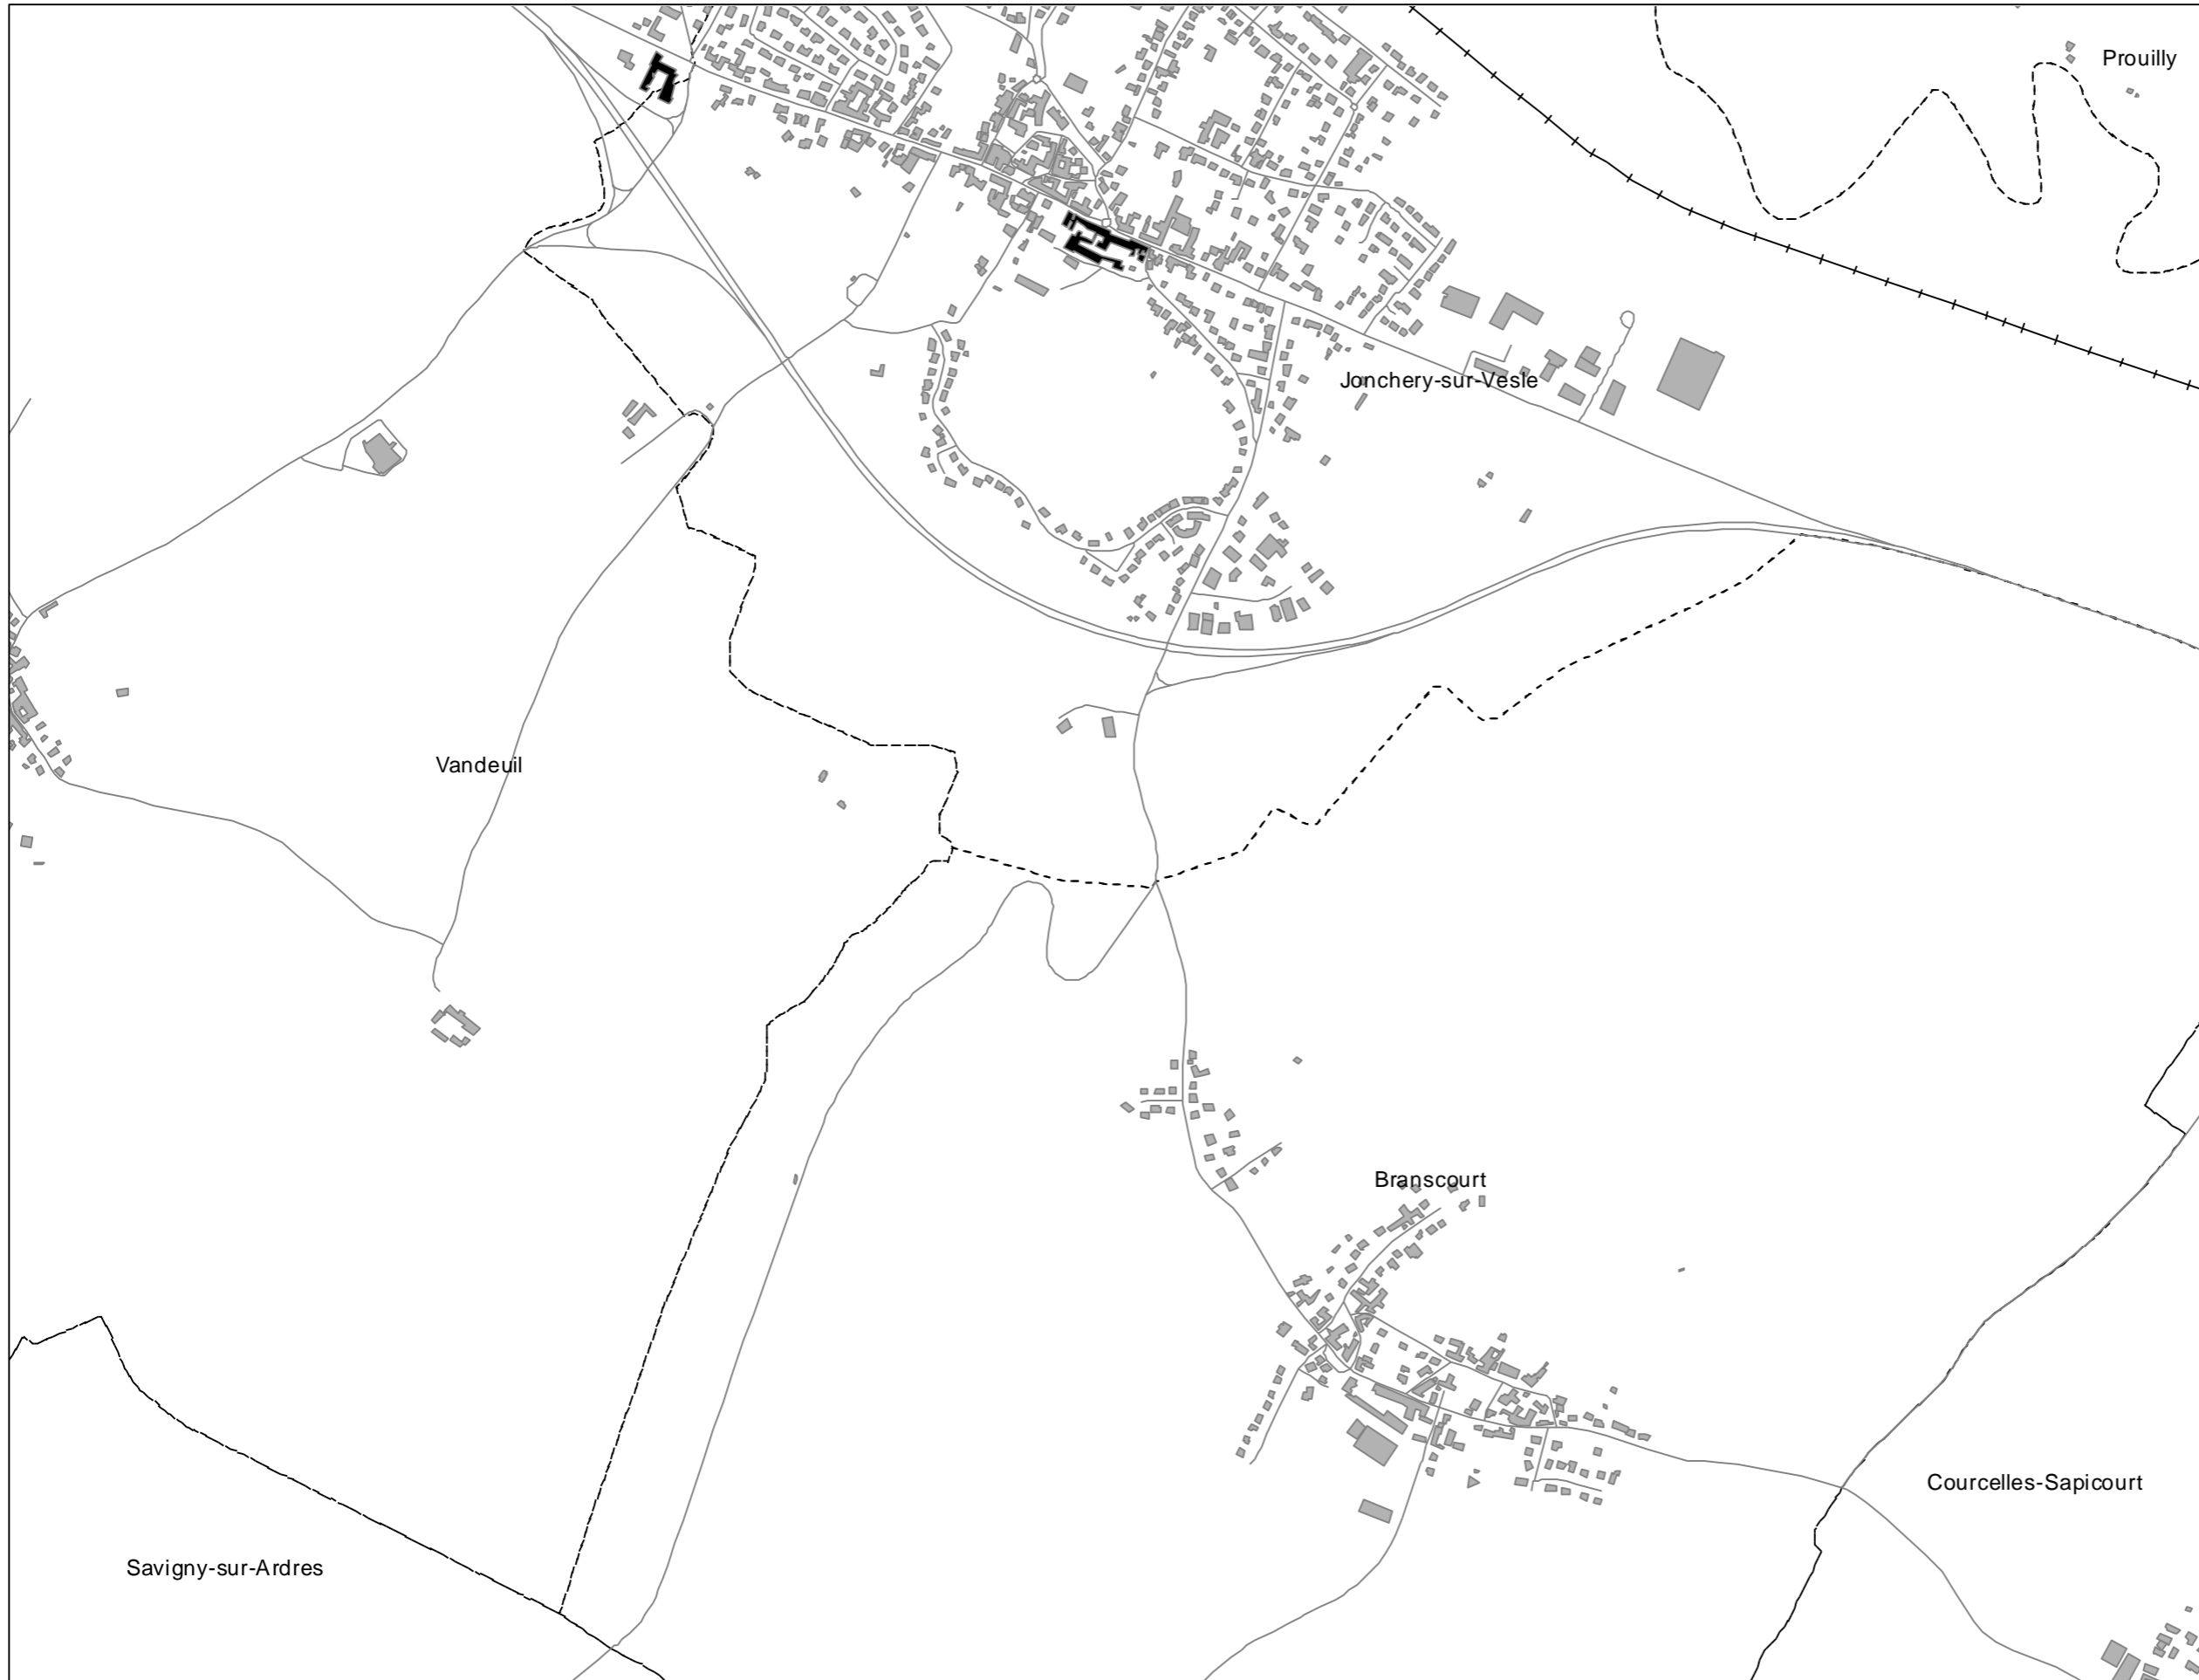 Prouilly
Jonchery-sur-Vesle
Vandeuil
Branscourt
Courcelles-Sapicourt
Savigny-sur-Ardres